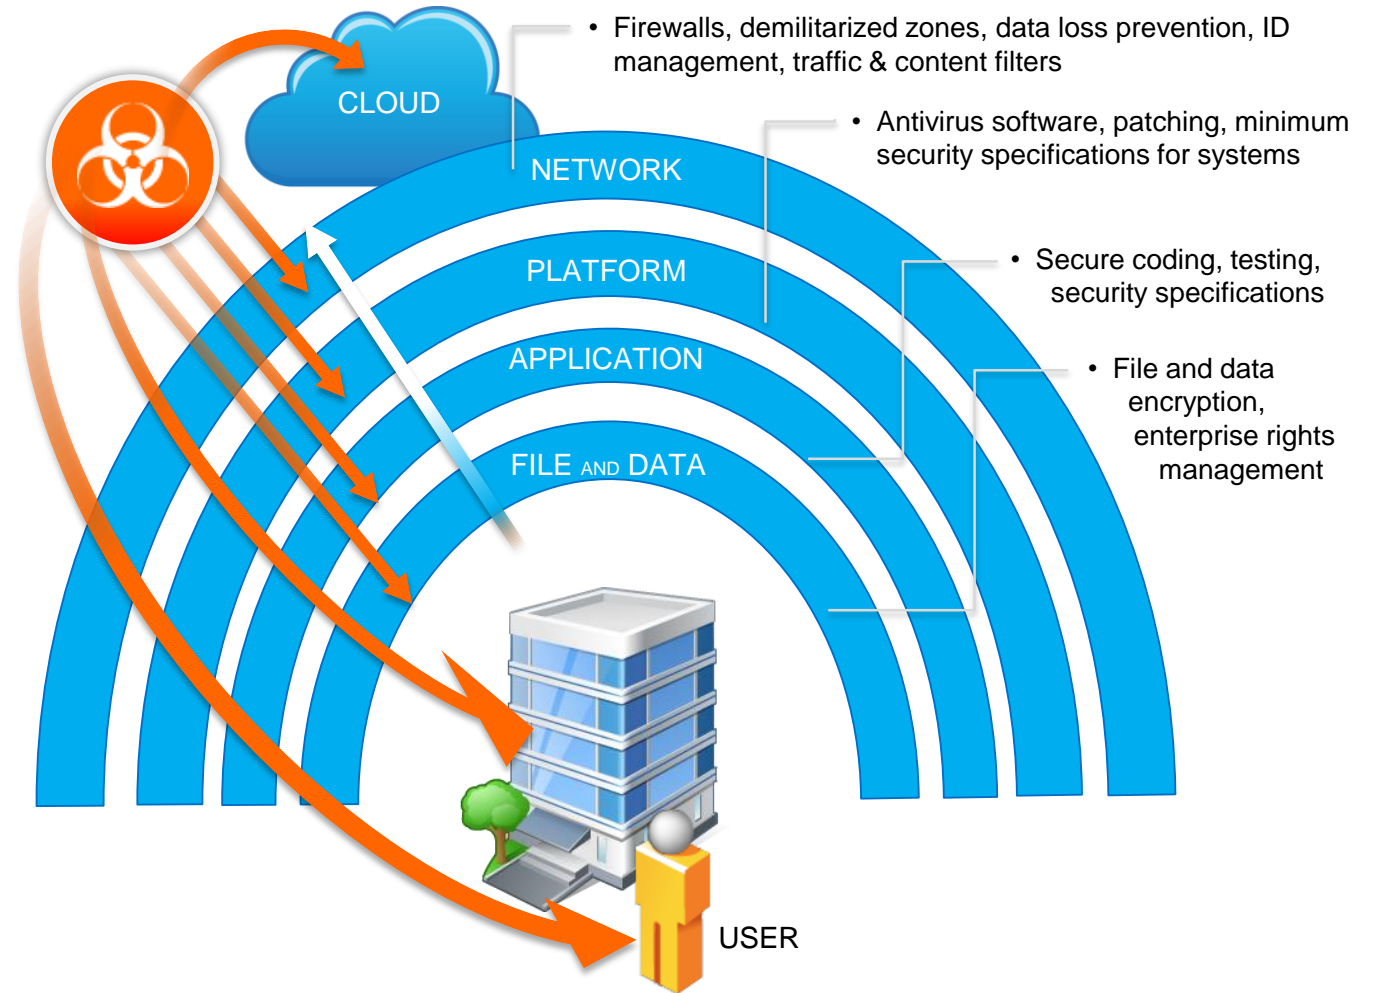 • Firewalls, demilitarized zones, data loss prevention, ID
management, traffic & content filters
CLOUD
• Antivirus software, patching, minimum
security specifications for systems
NETWORK
• Secure coding, testing,
security specifications
PLATFORM
APPLICATION
• File and data
encryption,
enterprise rights
management
FILE AND DATA
USER